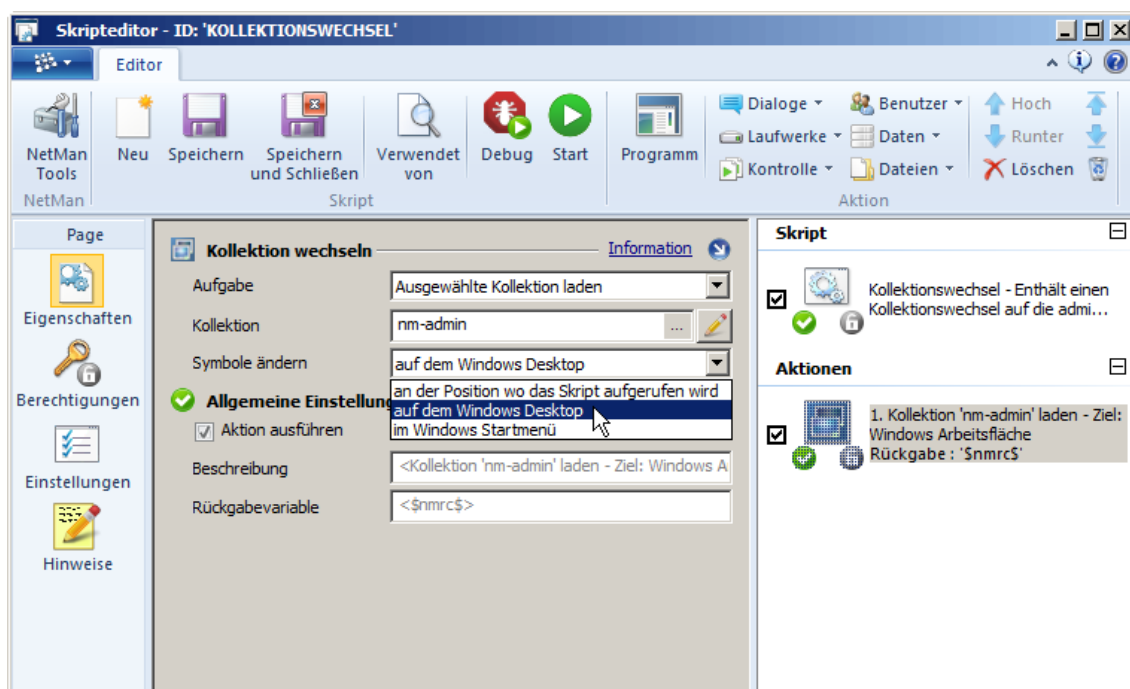 Skripteditor - ID: 'KOLLEKTIONSWECHSEL'
Editor
NetMan Tools
Neu
Speichern
Speichern und Schließen
Verwendet von
Debug
Start
Programm
Dialoge
Benutzer
Hoch
Laufwerke
Daten
Runter
Kontrolle
Dateien
Löschen
NetMan
Skript
Aktion
Page
Eigenschaften
Berechtigungen
Einstellungen
Hinweise
Kollektion wechseln
Information
Aufgabe
Ausgewählte Kollektion laden
Kollektion
nm-admin
...
Symbole ändern
auf dem Windows Desktop
an der Position wo das Skript aufgerufen wird
auf dem Windows Desktop
im Windows Startmenü
Allgemeine Einstellung
Aktion ausführen
Beschreibung
<Kollektion 'nm-admin' laden - Ziel: Windows A
Rückgabevariable
<$nmrc$>
Skript
Kollektionswechsel - Enthält einen
Kollektionswechsel auf die admi...
Aktionen
1. Kollektion 'nm-admin' laden - Ziel:
Windows Arbeitsfläche
Rückgabe : '$nmrc$'